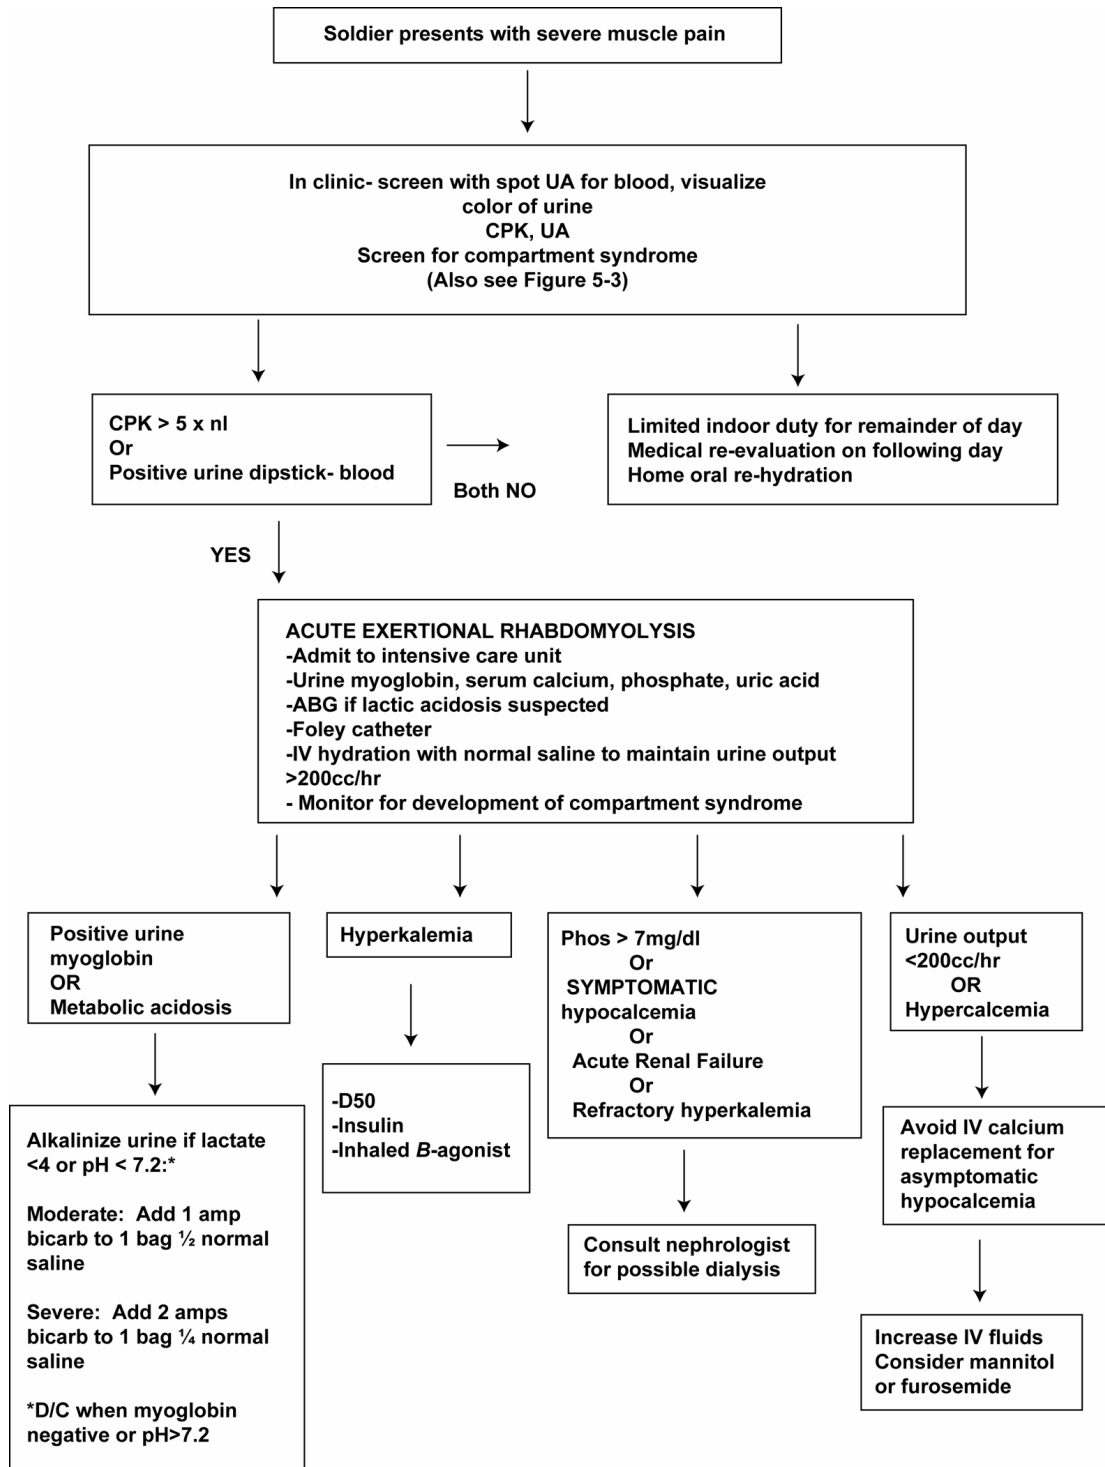 Soldier presents with severe muscle pain
In clinic- screen with spot UA for blood, visualize
color of urine
CPK, UA
Screen for compartment syndrome
(Also see Figure 5-3)
CPK > 5 x nl
Or
Positive urine dipstick- blood
Both NO
Limited indoor duty for remainder of day
Medical re-evaluation on following day
Home oral re-hydration
YES
ACUTE EXERTIONAL RHABDOMYOLYSIS
-Admit to intensive care unit
-Urine myoglobin, serum calcium, phosphate, uric acid
-ABG if lactic acidosis suspected
-Foley catheter
-IV hydration with normal saline to maintain urine output
>200cc/hr
- Monitor for development of compartment syndrome
Positive urine
myoglobin
OR
Metabolic acidosis
Alkalinize urine if lactate
<4 or pH < 7.2:*
Moderate:  Add 1 amp
bicarb to 1 bag ½ normal
saline
Severe:  Add 2 amps
bicarb to 1 bag ¼ normal
saline
*D/C when myoglobin
negative or pH>7.2
Hyperkalemia
-D50
-Insulin
-Inhaled B-agonist
Phos > 7mg/dl
Or
SYMPTOMATIC
hypocalcemia
Or
Acute Renal Failure
Or
Refractory hyperkalemia
Consult nephrologist
for possible dialysis
Urine output
<200cc/hr
OR
Hypercalcemia
Avoid IV calcium
replacement for
asymptomatic
hypocalcemia
Increase IV fluids
Consider mannitol
or furosemide